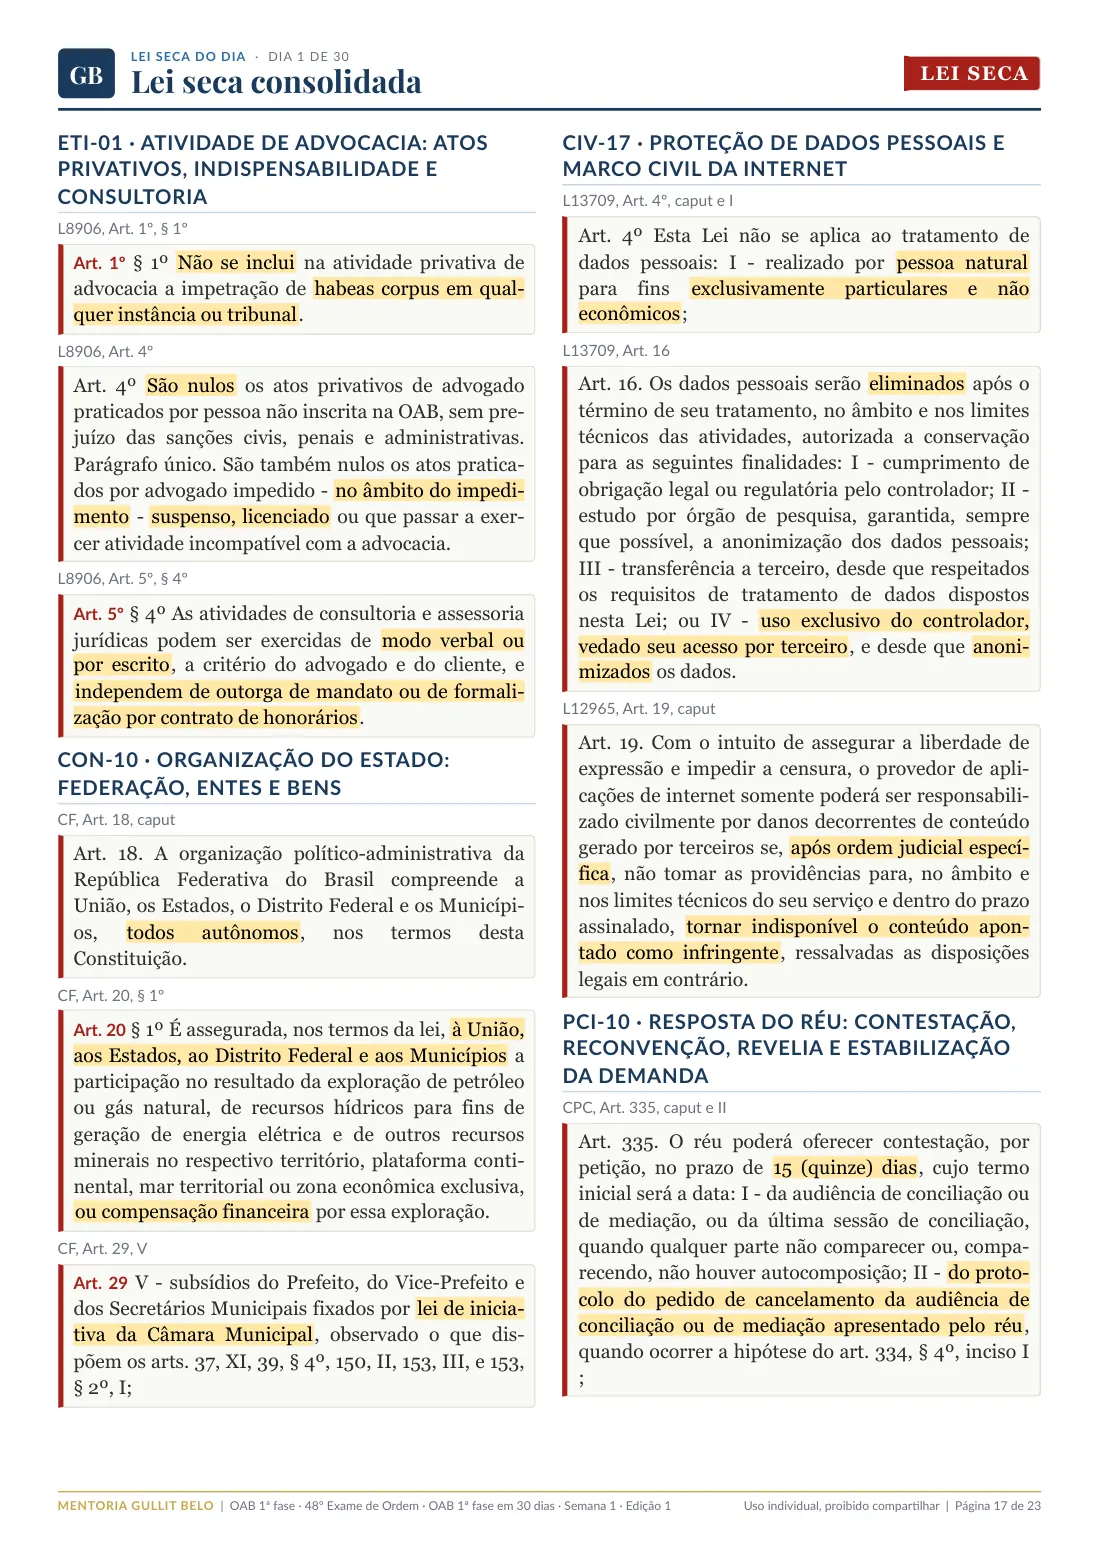 GB
LEI SECA DO DIA · DIA 1 DE 30
Lei seca consolidada
LEI SECA
ETI-01 · ATIVIDADE DE ADVOCACIA: ATOS
PRIVATIVOS, INDISPENSABILIDADE E
CONSULTORIA
L8906, Art. 1º, § 1º
Art. 1º § 1º Não se inclui na atividade privativa de
advocacia a impetração de habeas corpus em qual-
quer instância ou tribunal.
L8906, Art. 4º
Art. 4º São nulos os atos privativos de advogado
praticados por pessoa não inscrita na OAB, sem pre-
juízo das sanções civis, penais e administrativas.
Parágrafo único. São também nulos os atos pratica-
dos por advogado impedido - no âmbito do impedi-
mento - suspenso, licenciado ou que passar a exer-
cer atividade incompatível com a advocacia.
L8906, Art. 5º, § 4º
Art. 5º § 4º As atividades de consultoria e assessoria
jurídicas podem ser exercidas de modo verbal ou
por escrito, a critério do advogado e do cliente, e
independem de outorga de mandato ou de formali-
zação por contrato de honorários.
CON-10 · ORGANIZAÇÃO DO ESTADO:
FEDERAÇÃO, ENTES E BENS
CF, Art. 18, caput
Art. 18. A organização político-administrativa da
República Federativa do Brasil compreende a
União, os Estados, o Distrito Federal e os Municípi-
os, todos autônomos, nos termos desta
Constituição.
CF, Art. 20, § 1º
Art. 20 § 1º É assegurada, nos termos da lei, à União,
aos Estados, ao Distrito Federal e aos Municípios a
participação no resultado da exploração de petróleo
ou gás natural, de recursos hídricos para fins de
geração de energia elétrica e de outros recursos
minerais no respectivo território, plataforma conti-
nental, mar territorial ou zona econômica exclusiva,
ou compensação financeira por essa exploração.
CF, Art. 29, V
Art. 29 V - subsídios do Prefeito, do Vice-Prefeito e
dos Secretários Municipais fixados por lei de inicia-
tiva da Câmara Municipal, observado o que dis-
põem os arts. 37, XI, 39, § 4º, 150, II, 153, III, e 153,
§ 2º, I;
CIV-17 · PROTEÇÃO DE DADOS PESSOAIS E
MARCO CIVIL DA INTERNET
L13709, Art. 4º, caput e I
Art. 4º Esta Lei não se aplica ao tratamento de
dados pessoais: I - realizado por pessoa natural
para fins exclusivamente particulares e não
econômicos;
L13709, Art. 16
Art. 16. Os dados pessoais serão eliminados após o
término de seu tratamento, no âmbito e nos limites
técnicos das atividades, autorizada a conservação
para as seguintes finalidades: I - cumprimento de
obrigação legal ou regulatória pelo controlador; II -
estudo por órgão de pesquisa, garantida, sempre
que possível, a anonimização dos dados pessoais;
III - transferência a terceiro, desde que respeitados
os requisitos de tratamento de dados dispostos
nesta Lei; ou IV - uso exclusivo do controlador,
vedado seu acesso por terceiro, e desde que anoni-
mizados os dados.
L12965, Art. 19, caput
Art. 19. Com o intuito de assegurar a liberdade de
expressão e impedir a censura, o provedor de apli-
cações de internet somente poderá ser responsabili-
zado civilmente por danos decorrentes de conteúdo
gerado por terceiros se, após ordem judicial especí-
fica, não tomar as providências para, no âmbito e
nos limites técnicos do seu serviço e dentro do prazo
assinalado, tornar indisponível o conteúdo apon-
tado como infringente, ressalvadas as disposições
legais em contrário.
PCI-10 · RESPOSTA DO RÉU: CONTESTAÇÃO,
RECONVENÇÃO, REVELIA E ESTABILIZAÇÃO
DA DEMANDA
CPC, Art. 335, caput e II
Art. 335. O réu poderá oferecer contestação, por
petição, no prazo de 15 (quinze) dias, cujo termo
inicial será a data: I - da audiência de conciliação ou
de mediação, ou da última sessão de conciliação,
quando qualquer parte não comparecer ou, compa-
recendo, não houver autocomposição; II - do proto-
colo do pedido de cancelamento da audiência de
conciliação ou de mediação apresentado pelo réu,
quando ocorrer a hipótese do art. 334, § 4º, inciso I
;
MENTORIA GULLIT BELO | OAB 1ª fase · 48º Exame de Ordem · OAB 1ª fase em 30 dias · Semana 1 · Edição 1
Uso individual, proibido compartilhar | Página 17 de 23